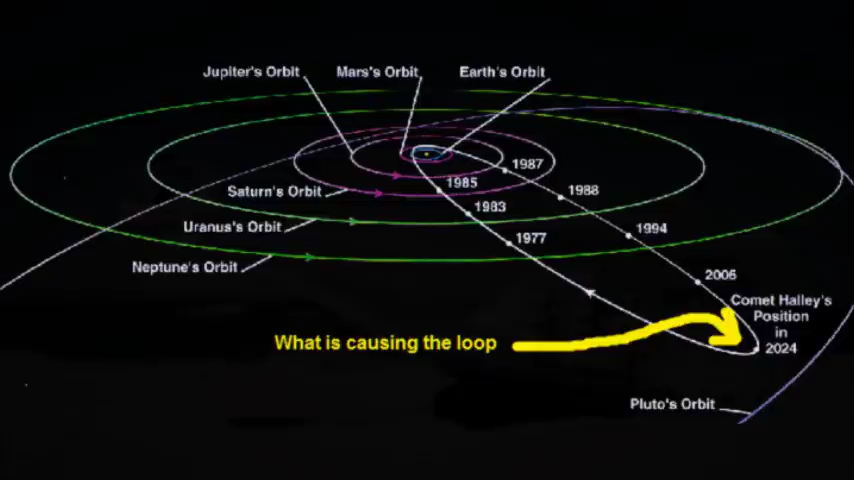 Jupiter's Orbit
Mars's Orbit
Earth's Orbit
1987
Saturn's Orbit
1985
1988
Uranus's Orbit
1983
1994
1977
Neptune's Orbit
2005
Comet Halley's
Position
in
2024
What is causing the loop
Pluto's Orbit